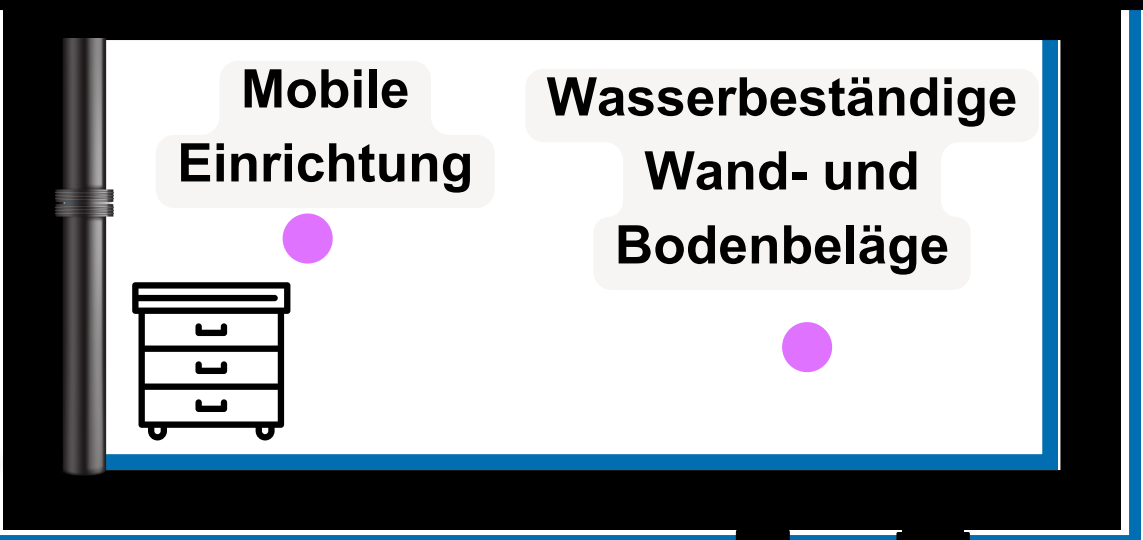 Mobile
Einrichtung
Wasserbeständige
Wand- und
Bodenbeläge